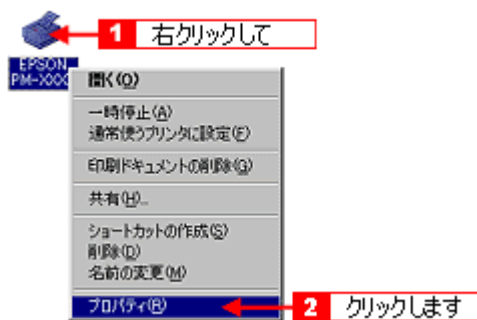 1 右クリックして
EPSON
PM-XXXX
開く(O)
一時停止(A)
通常使うプリンタに設定(F)
印刷ドキュメントの削除(G)
共有(H)...
ショートカットの作成(S)
削除(D)
名前の変更(M)
プロパティ(R)
2 クリックします